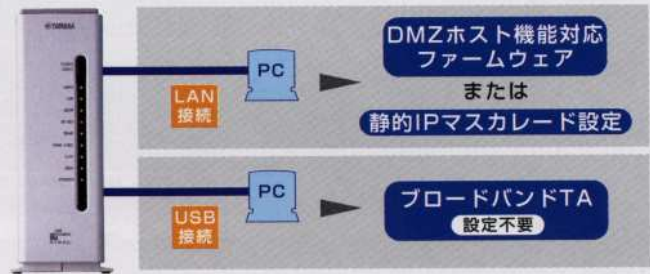 YAMAHA
PC
LAN
接続
DMZホスト機能対応
ファームウェア
または
静的IPマスカレード設定
PC
USB
接続
ブロードバンドTA
設定不要